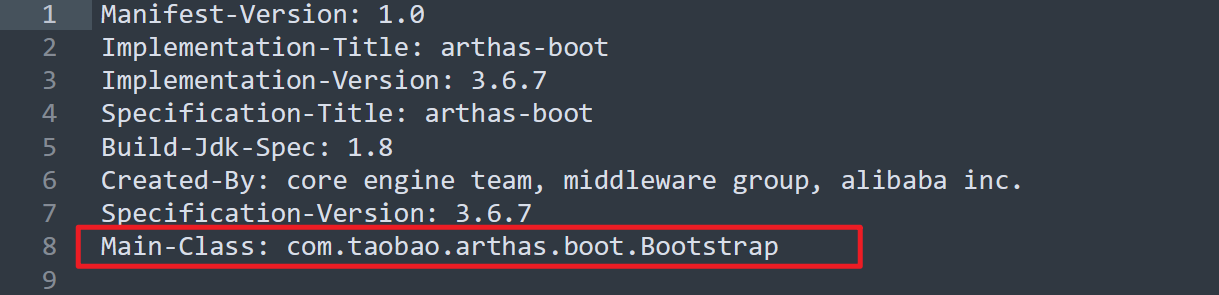 1 Manifest-Version: 1.0
2 Implementation-Title: arthas-boot
3 Implementation-Version: 3.6.7
4 Specification-Title: arthas-boot
5 Build-Jdk-Spec: 1.8
6 Created-By: core engine team, middleware group, alibaba inc.
7 Specification-Version: 3.6.7
8 Main-Class: com.taobao.arthas.boot.Bootstrap
9